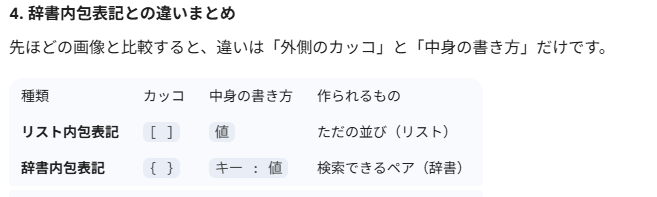 4. 辞書内包表記との違いまとめ
先ほどの画像と比較すると、違いは「外側のカッコ」と「中身の書き方」だけです。
種類 カッコ 中身の書き方 作られるもの
リスト内包表記 [ ] 値 ただの並び（リスト）
辞書内包表記 { } キー : 値 検索できるペア（辞書）